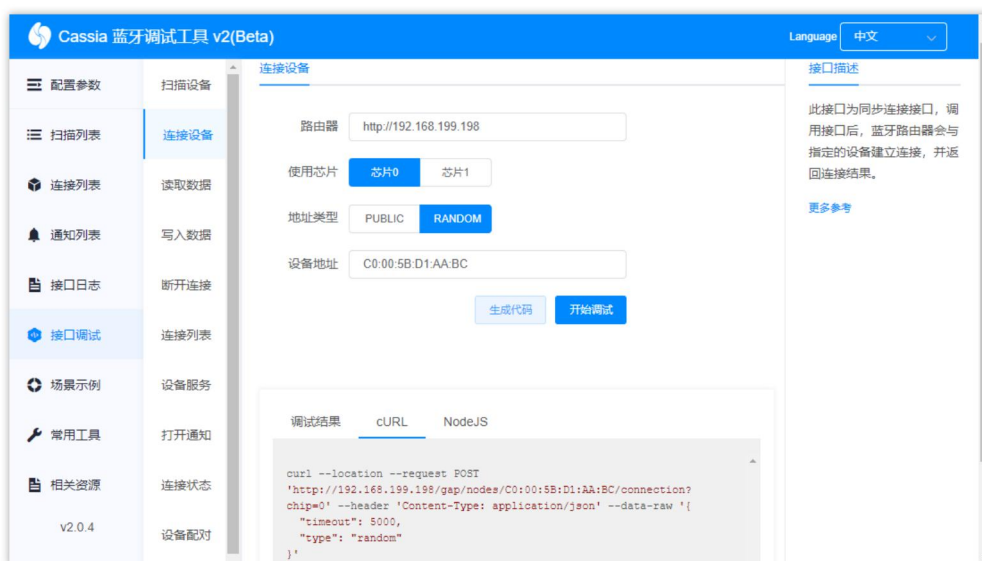 Cassia 蓝牙调试工具 v2(Beta)
Language 中文
配置参数
扫描列表
连接列表
通知列表
接口日志
接口调试
场景示例
常用工具
相关资源
v2.0.4
扫描设备
连接设备
读取数据
写入数据
断开连接
连接列表
设备服务
打开通知
连接状态
设备配对
连接设备
路由器 http://192.168.199.198
使用芯片 芯片0 芯片1
地址类型 PUBLIC RANDOM
设备地址 C0:00:5B:D1:AA:BC
生成代码 开始调试
调试结果 cURL NodeJS
curl --location --request POST
'http://192.168.199.198/gap/nodes/C0:00:5B:D1:AA:BC/connection?
chip=0' --header 'Content-Type: application/json' --data-raw '{
"timeout": 5000,
"type": "random"
}'
接口描述
此接口为同步连接接口，调
用接口后，蓝牙路由器会与
指定的设备建立连接，并返
回连接结果。
更多参考